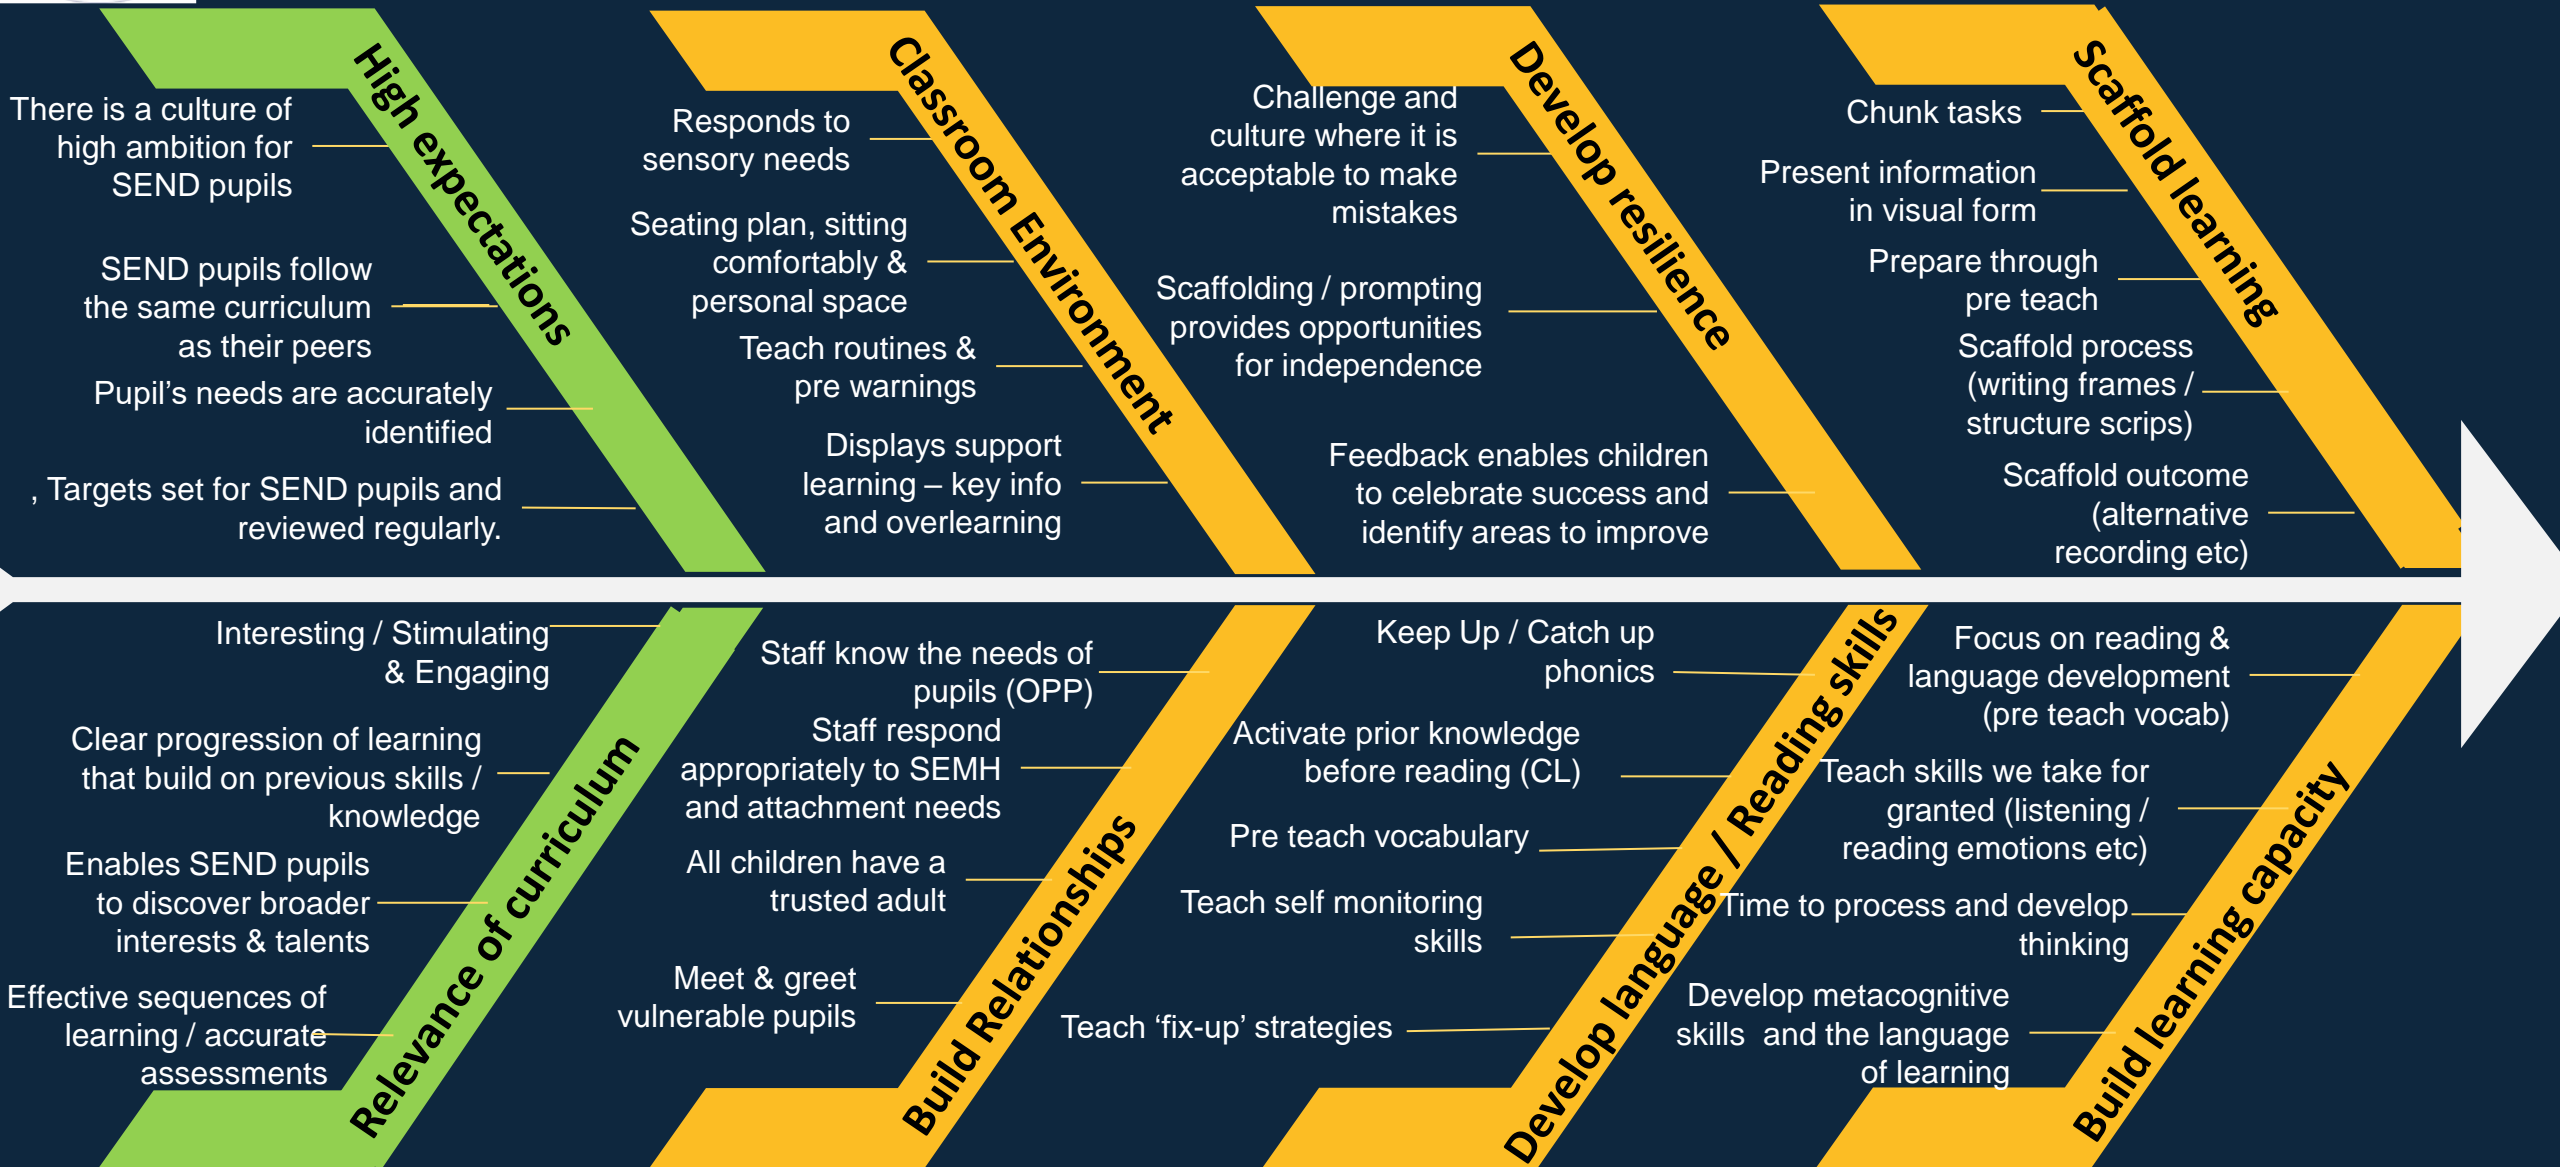 High expectations
There is a culture of
high ambition for
SEND pupils
SEND pupils follow
the same curriculum
as their peers
Pupil’s needs are accurately
identified
, Targets set for SEND pupils and
reviewed regularly.
Classroom Environment
Responds to
sensory needs
Seating plan, sitting
comfortably &
personal space
Teach routines &
pre warnings
Displays support
learning – key info
and overlearning
Develop resilience
Challenge and
culture where it is
acceptable to make
mistakes
Scaffolding / prompting
provides opportunities
for independence
Feedback enables children
to celebrate success and
identify areas to improve
Scaffold learning
Chunk tasks
Present information
in visual form
Prepare through
pre teach
Scaffold process
(writing frames /
structure scrips)
Scaffold outcome
(alternative
recording etc)
Interesting / Stimulating
& Engaging
Clear progression of learning
that build on previous skills /
knowledge
Enables SEND pupils
to discover broader
interests & talents
Effective sequences of
learning / accurate
assessments
Relevance of curriculum
Staff know the needs of
pupils (OPP)
Staff respond
appropriately to SEMH
and attachment needs
All children have a
trusted adult
Meet & greet
vulnerable pupils
Build Relationships
Keep Up / Catch up
phonics
Activate prior knowledge
before reading (CL)
Pre teach vocabulary
Teach self monitoring
skills
Teach ‘fix-up’ strategies
Develop language / Reading skills
Focus on reading &
language development
(pre teach vocab)
Teach skills we take for
granted (listening /
reading emotions etc)
Time to process and develop
thinking
Develop metacognitive
skills  and the language
of learning
Build learning capacity